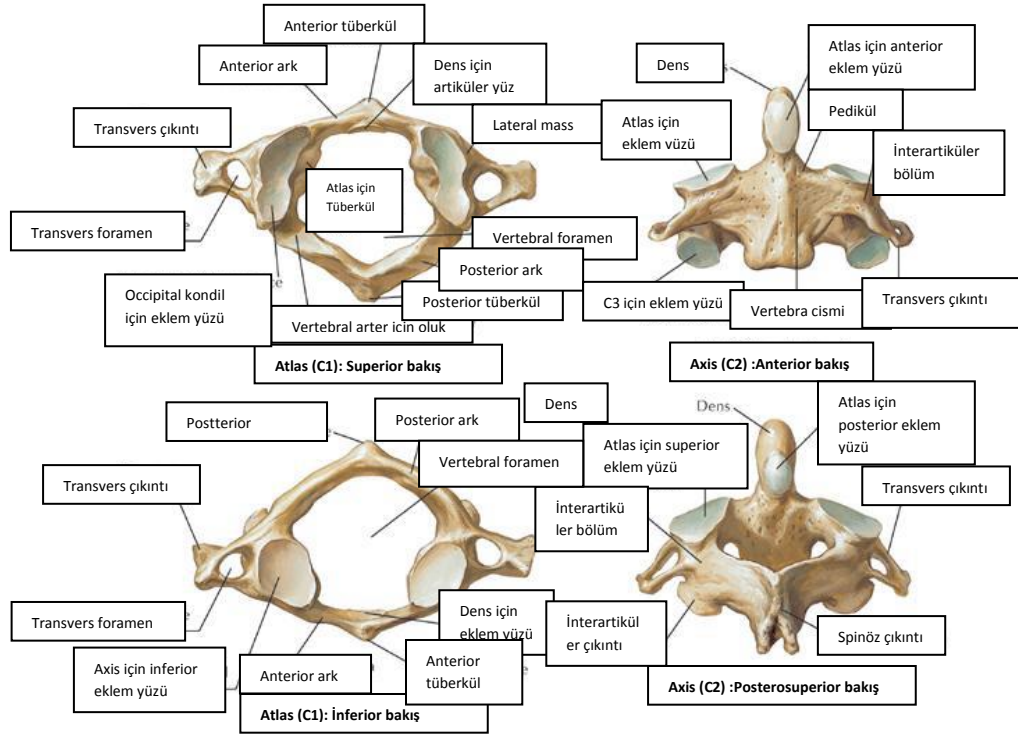 Anterior tüberkül
Anterior ark
Dens için
artiküler yüz
Transvers çıkıntı
Lateral mass
Atlas için
Tüberkül
Transvers foramen
Vertebral foramen
Posterior ark
Occipital kondil
için eklem yüzü
Posterior tüberkül
Vertebral arter icin oluk
Atlas (C1): Superior bakış
Dens
Atlas için anterior
eklem yüzü
Pedikül
Atlas için
eklem vüzü
İnterartiküler
bölüm
C3 için eklem yüzü
Vertebra cismi
Transvers çıkıntı
Axis (C2) :Anterior bakış
Postterior
Posterior ark
Vertebral foramen
Transvers çıkıntı
Transvers foramen
Dens için
eklem yüzü
Axis için inferior
eklem yüzü
Anterior ark
Anterior
tüberkül
Atlas (C1): İnferior bakış
Dens
Dens
Atlas için
posterior eklem
yüzü
Atlas için superior
eklem yüzü
Transvers çıkıntı
İnterartikü
ler bölüm
İnterartikül
er çıkıntı
Spinöz çıkıntı
Axis (C2) :Posterosuperior bakış